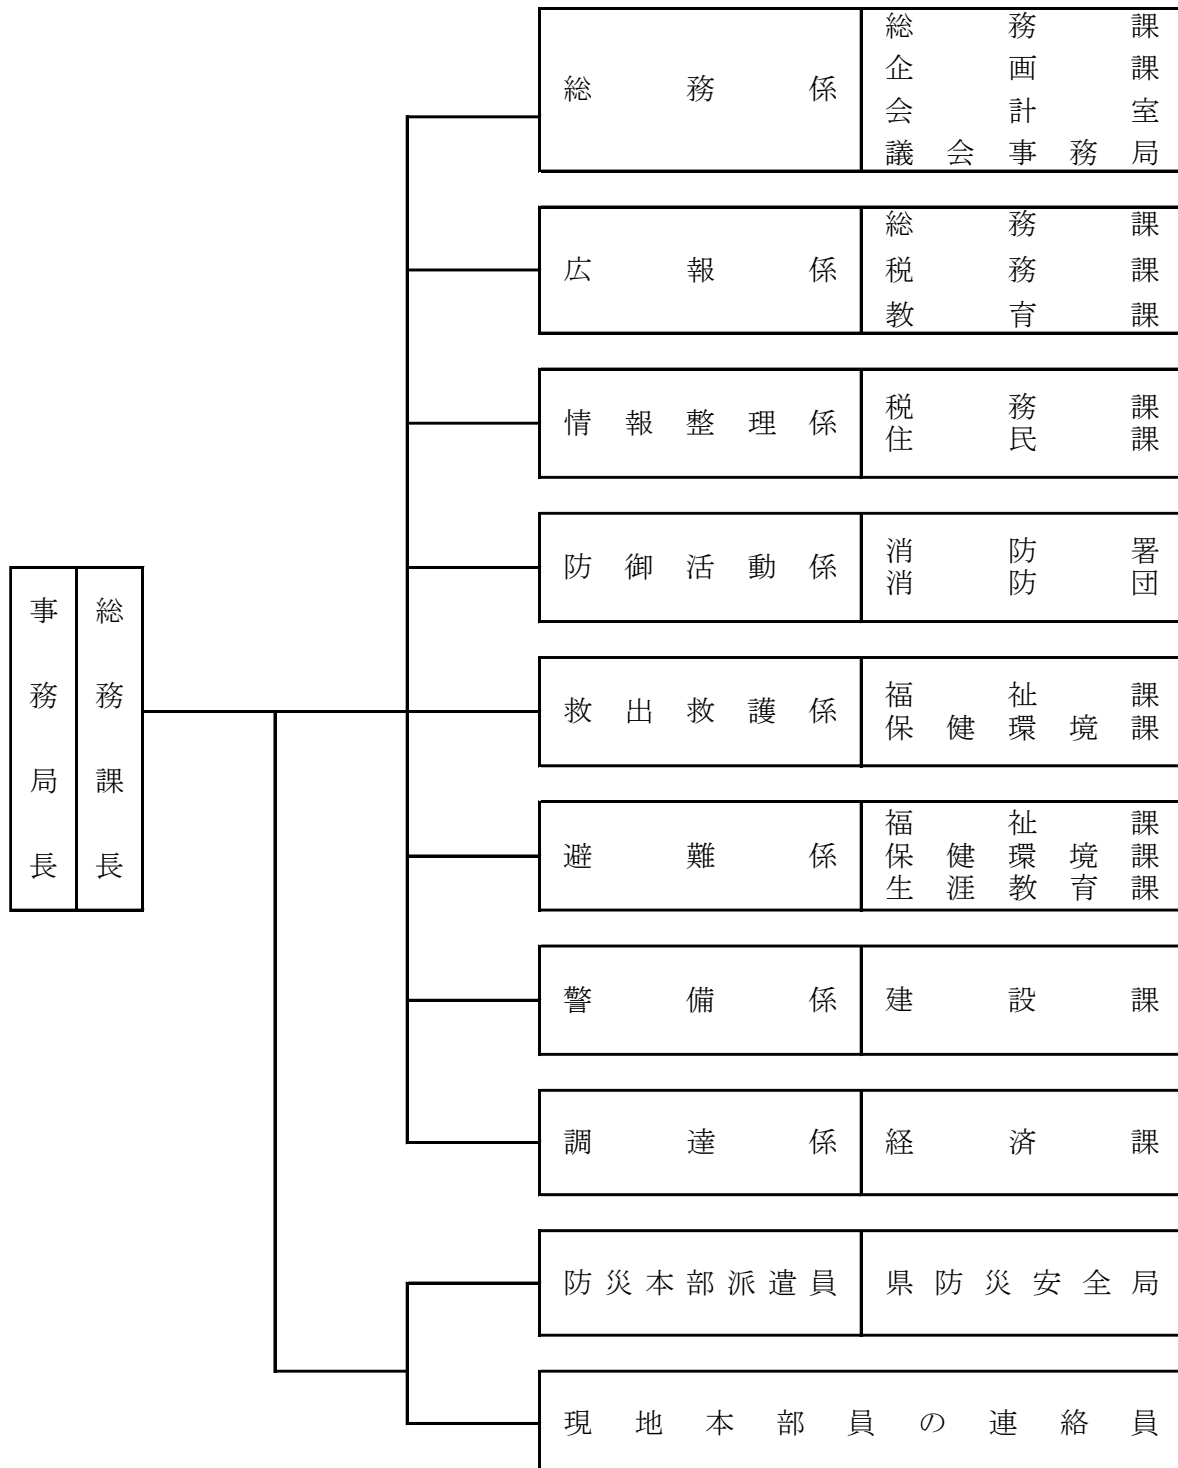 総務係
総務課
企画課
会計室
議会事務局
広報係
総務課
税務課
教育課
情報整理係
税務課
住民課
防御活動係
消防署
消防団
事務局長
総務課長
救出救護係
福祉課
保健環境課
避難係
福祉課
保健環境課
生涯教育課
警備係
建設課
調達係
経済課
防災本部派遣員
県防災安全局
現地本部員の連絡員